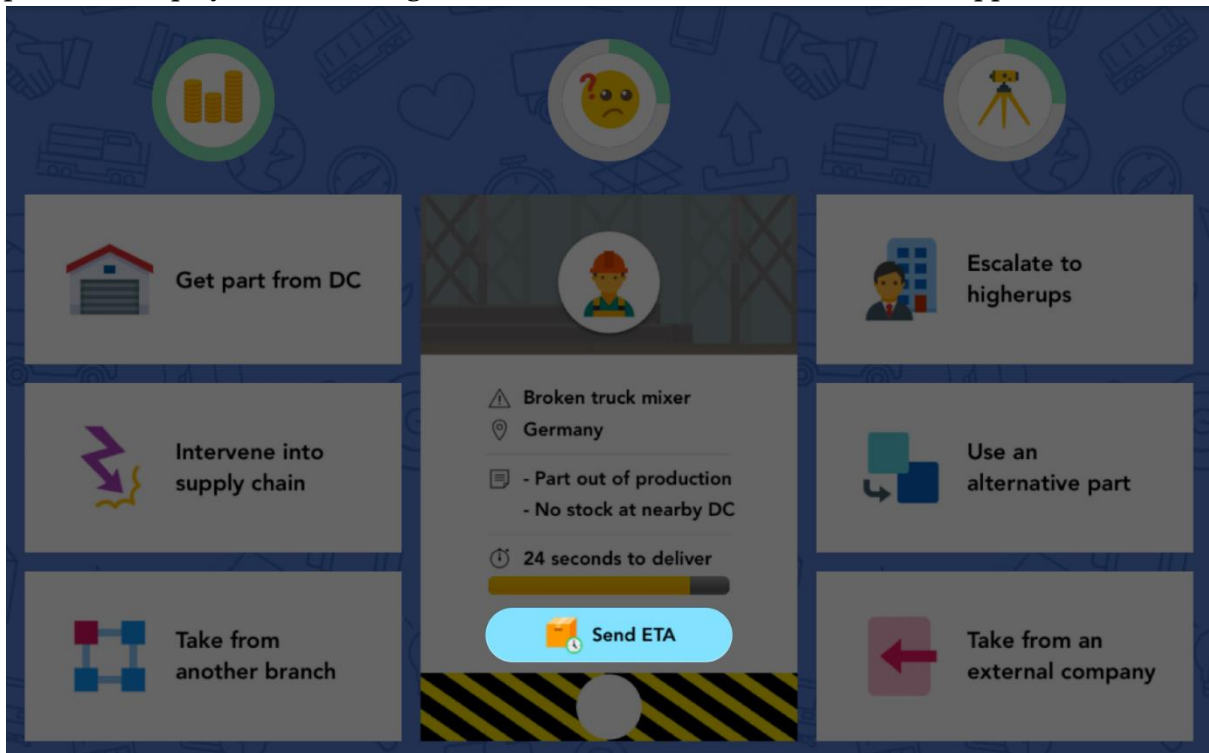 Get part from DC
Intervene into
supply chain
Take from
another branch
?
Broken truck mixer
Germany
- Part out of production
- No stock at nearby DC
24 seconds to deliver
Send ETA
Escalate to
higherups
Use an
alternative part
Take from an
external company